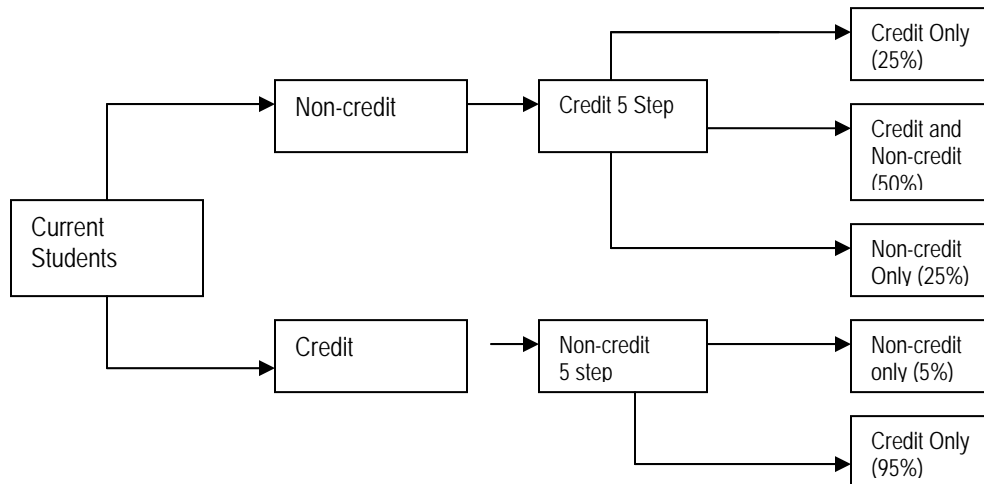 Current
Students
Non-credit
Credit 5 Step
Credit Only
(25%)
Credit and
Non-credit
(50%)
Non-credit
Only (25%)
Credit
Non-credit
5 step
Non-credit
only (5%)
Credit Only
(95%)